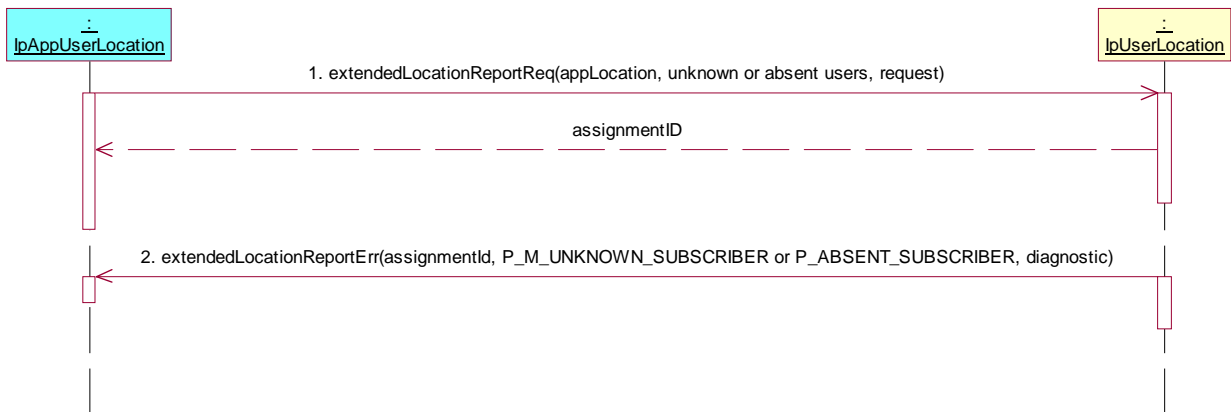 :
IpAppUserLocation
:
IpUserLocation
1. extendedLocationReportReq(appLocation, unknown or absent users, request)
assignmentID
2. extendedLocationReportErr(assignmentId, P_M_UNKNOWN_SUBSCRIBER or P_ABSENT_SUBSCRIBER, diagnostic)